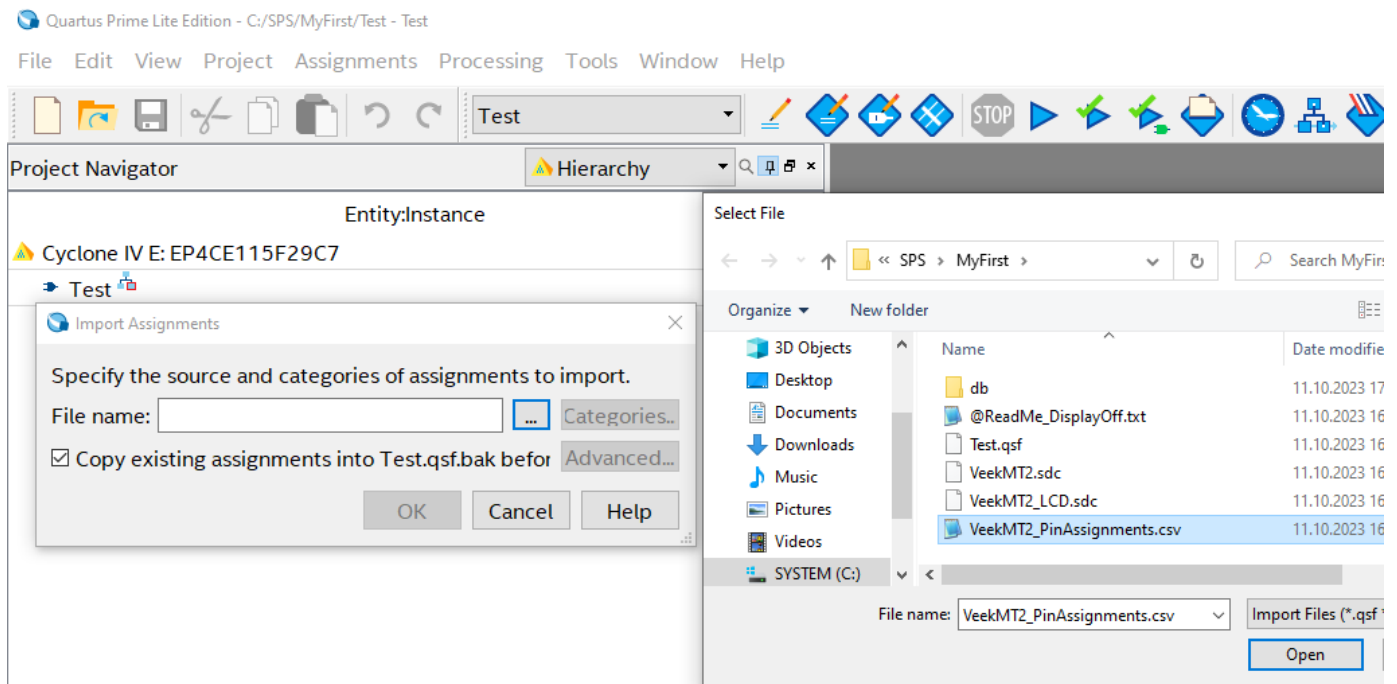 Quartus Prime Lite Edition - C:/SPS/MyFirst/Test - Test
File Edit View Project Assignments Processing Tools Window Help
Test
STOP
Project Navigator
Hierarchy
Entity:Instance
Cyclone IV E: EP4CE115F29C7
Test
Import Assignments
Specify the source and categories of assignments to import.
File name:
...
Categories..
Copy existing assignments into Test.qsf.bak befor
Advanced...
OK Cancel Help
Select File
« SPS > MyFirst >
Search MyFirs
Organize New folder
3D Objects
Desktop
Documents
Downloads
Music
Pictures
Videos
SYSTEM (C:)
Name Date modifie
db 11.10.2023 17
@ReadMe_DisplayOff.txt 11.10.2023 16
Test.qsf 11.10.2023 16
VeekMT2.sdc 11.10.2023 16
VeekMT2_LCD.sdc 11.10.2023 16
VeekMT2_PinAssignments.csv 11.10.2023 16
File name: VeekMT2_PinAssignments.csv Import Files (*.qsf *
Open